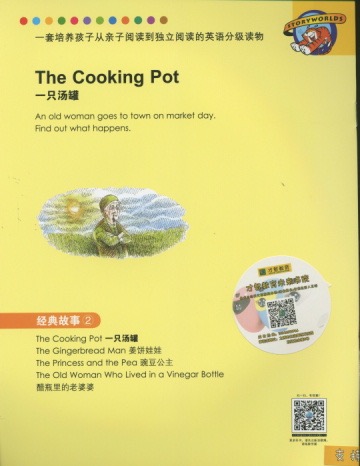 一套培养孩子从亲子阅读到独立阅读的英语分级读物
STORYWORLDS
The Cooking Pot
一只汤罐
An old woman goes to town on market day.
Find out what happens.
经典故事 2
The Cooking Pot 一只汤罐
The Gingerbread Man 姜饼娃娃
The Princess and the Pea 豌豆公主
The Old Woman Who Lived in a Vinegar Bottle
醋瓶里的老婆婆